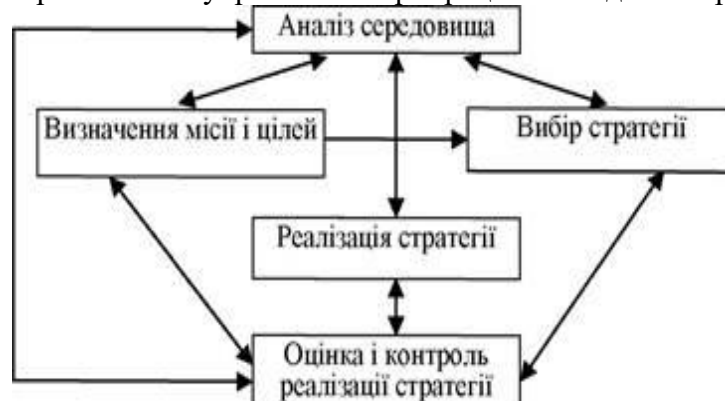 Аналіз середовища
Визначення місії і цілей
Вибір стратегії
Реалізація стратегії
Оцінка і контроль
реалізації стратегії